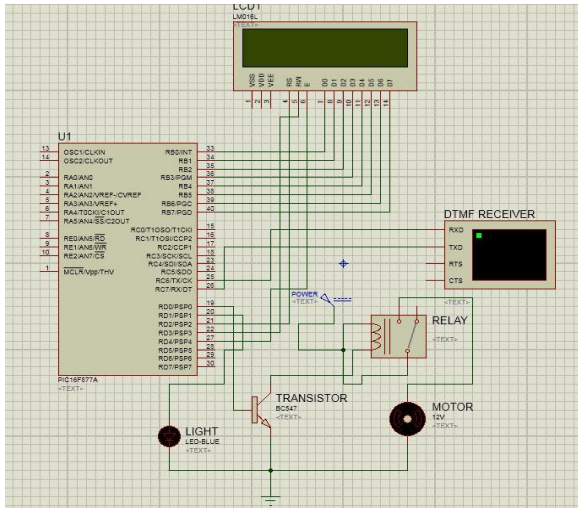 LCD1
LM016L
<TEXT>
VSS VDD VEE RS RW E D0 D1 D2 D3 D4 D5 D6 D7
1 2 3 4 5 6 7 8 9 10 11 12 13 14
U1
13 OSC1/CLKIN RB0/INT 33
14 OSC2/CLKOUT RB1 34
RB2 35
2 RA0/AN0 RB3/PGM 36
3 RA1/AN1 RB4 37
4 RA2/AN2/VREF-/CVREF RB5 38
5 RA3/AN3/VREF+ RB6/PGC 39
6 RA4/T0CKI/C1OUT RB7/PGD 40
7 RA5/AN4/SS/C2OUT
RC0/T1OSO/T1CKI 15
8 RE0/AN5/RD RC1/T1OSI/CCP2 16
9 RE1/AN6/WR RC2/CCP1 17
10 RE2/AN7/CS RC3/SCK/SCL 18
RC4/SDI/SDA 23
1 MCLR/Vpp/THV RC5/SDO 24
RC6/TX/CK 25
RC7/RX/DT 26
RD0/PSP0 19
RD1/PSP1 20
RD2/PSP2 21
RD3/PSP3 22
RD4/PSP4 27
RD5/PSP5 28
RD6/PSP6 29
RD7/PSP7 30
PIC16F877A
<TEXT>
DTMF RECEIVER
RXD
TXD
RTS
CTS
<TEXT>
POWER
<TEXT>
RELAY
<TEXT>
TRANSISTOR
BC547
<TEXT>
MOTOR
12V
<TEXT>
LIGHT
LED-BLUE
<TEXT>